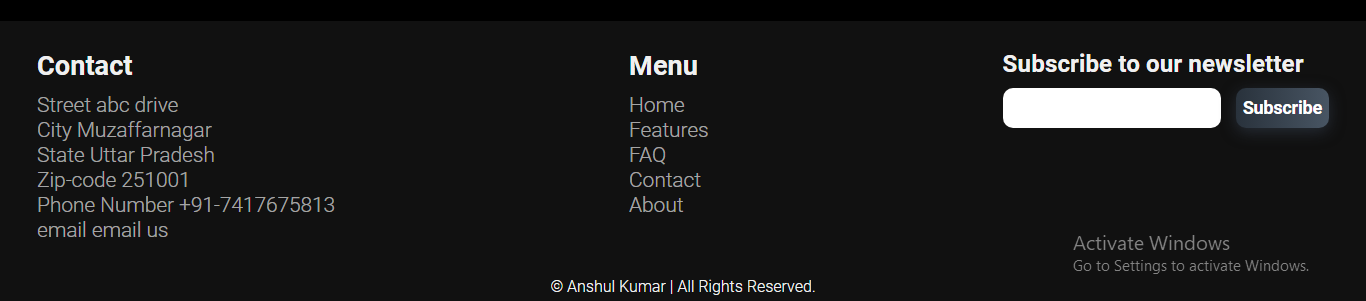 Contact
Street abc drive
City Muzaffarnagar
State Uttar Pradesh
Zip-code 251001
Phone Number +91-7417675813
email email us
Menu
Home
Features
FAQ
Contact
About
Subscribe to our newsletter
Subscribe
Activate Windows
Go to Settings to activate Windows.
© Anshul Kumar | All Rights Reserved.